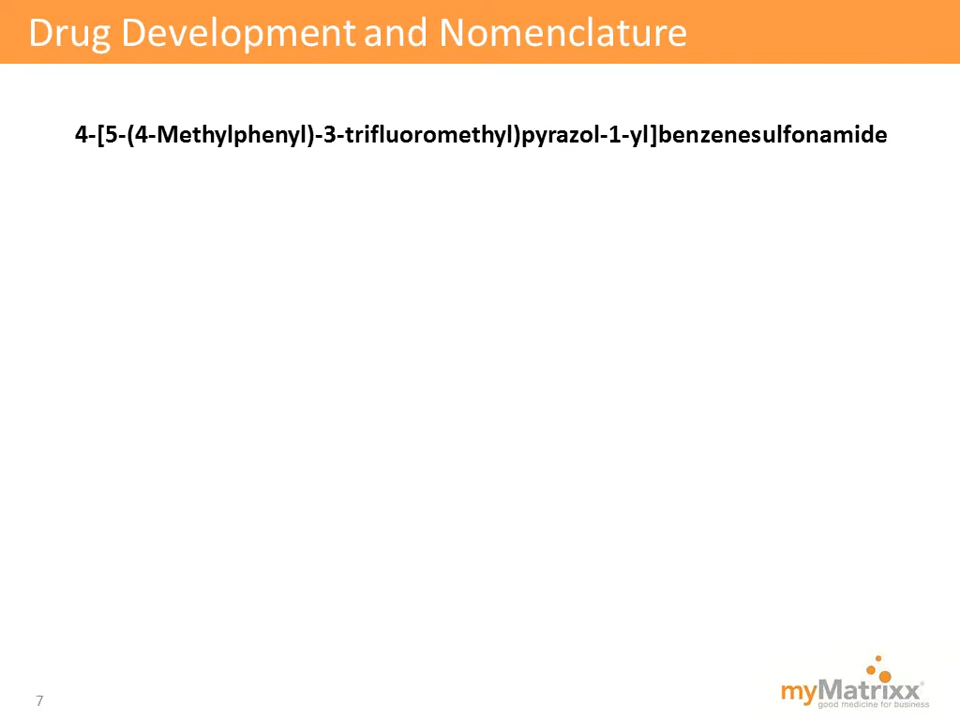 Drug Development and Nomenclature
4-[5-(4-Methylphenyl)-3-trifluoromethyl)pyrazol-1-yl]benzenesulfonamide
7
myMatrixx®
good medicine for business